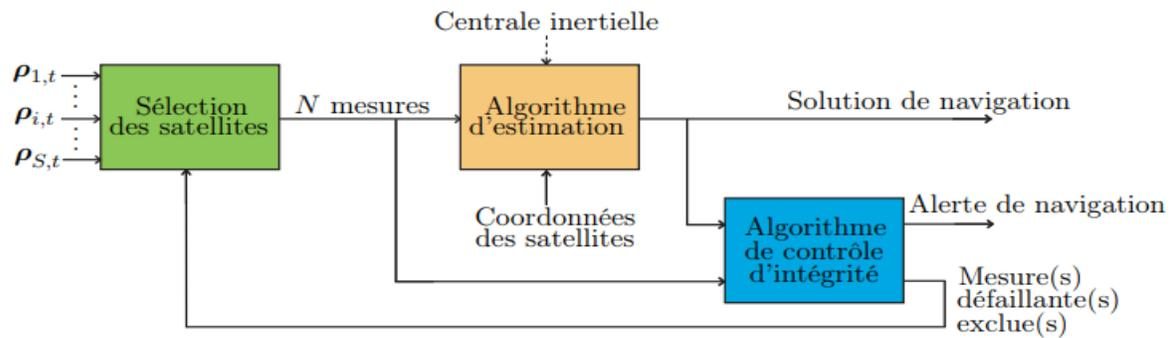 Centrale inertielle
ρ1,t
⋮
ρi,t
⋮
ρS,t
Sélection
des satellites
N mesures
Algorithme
d'estimation
Solution de navigation
Coordonnées
des satellites
Algorithme
de contrôle
d'intégrité
Alerte de navigation
Mesure(s)
défaillante(s)
exclue(s)